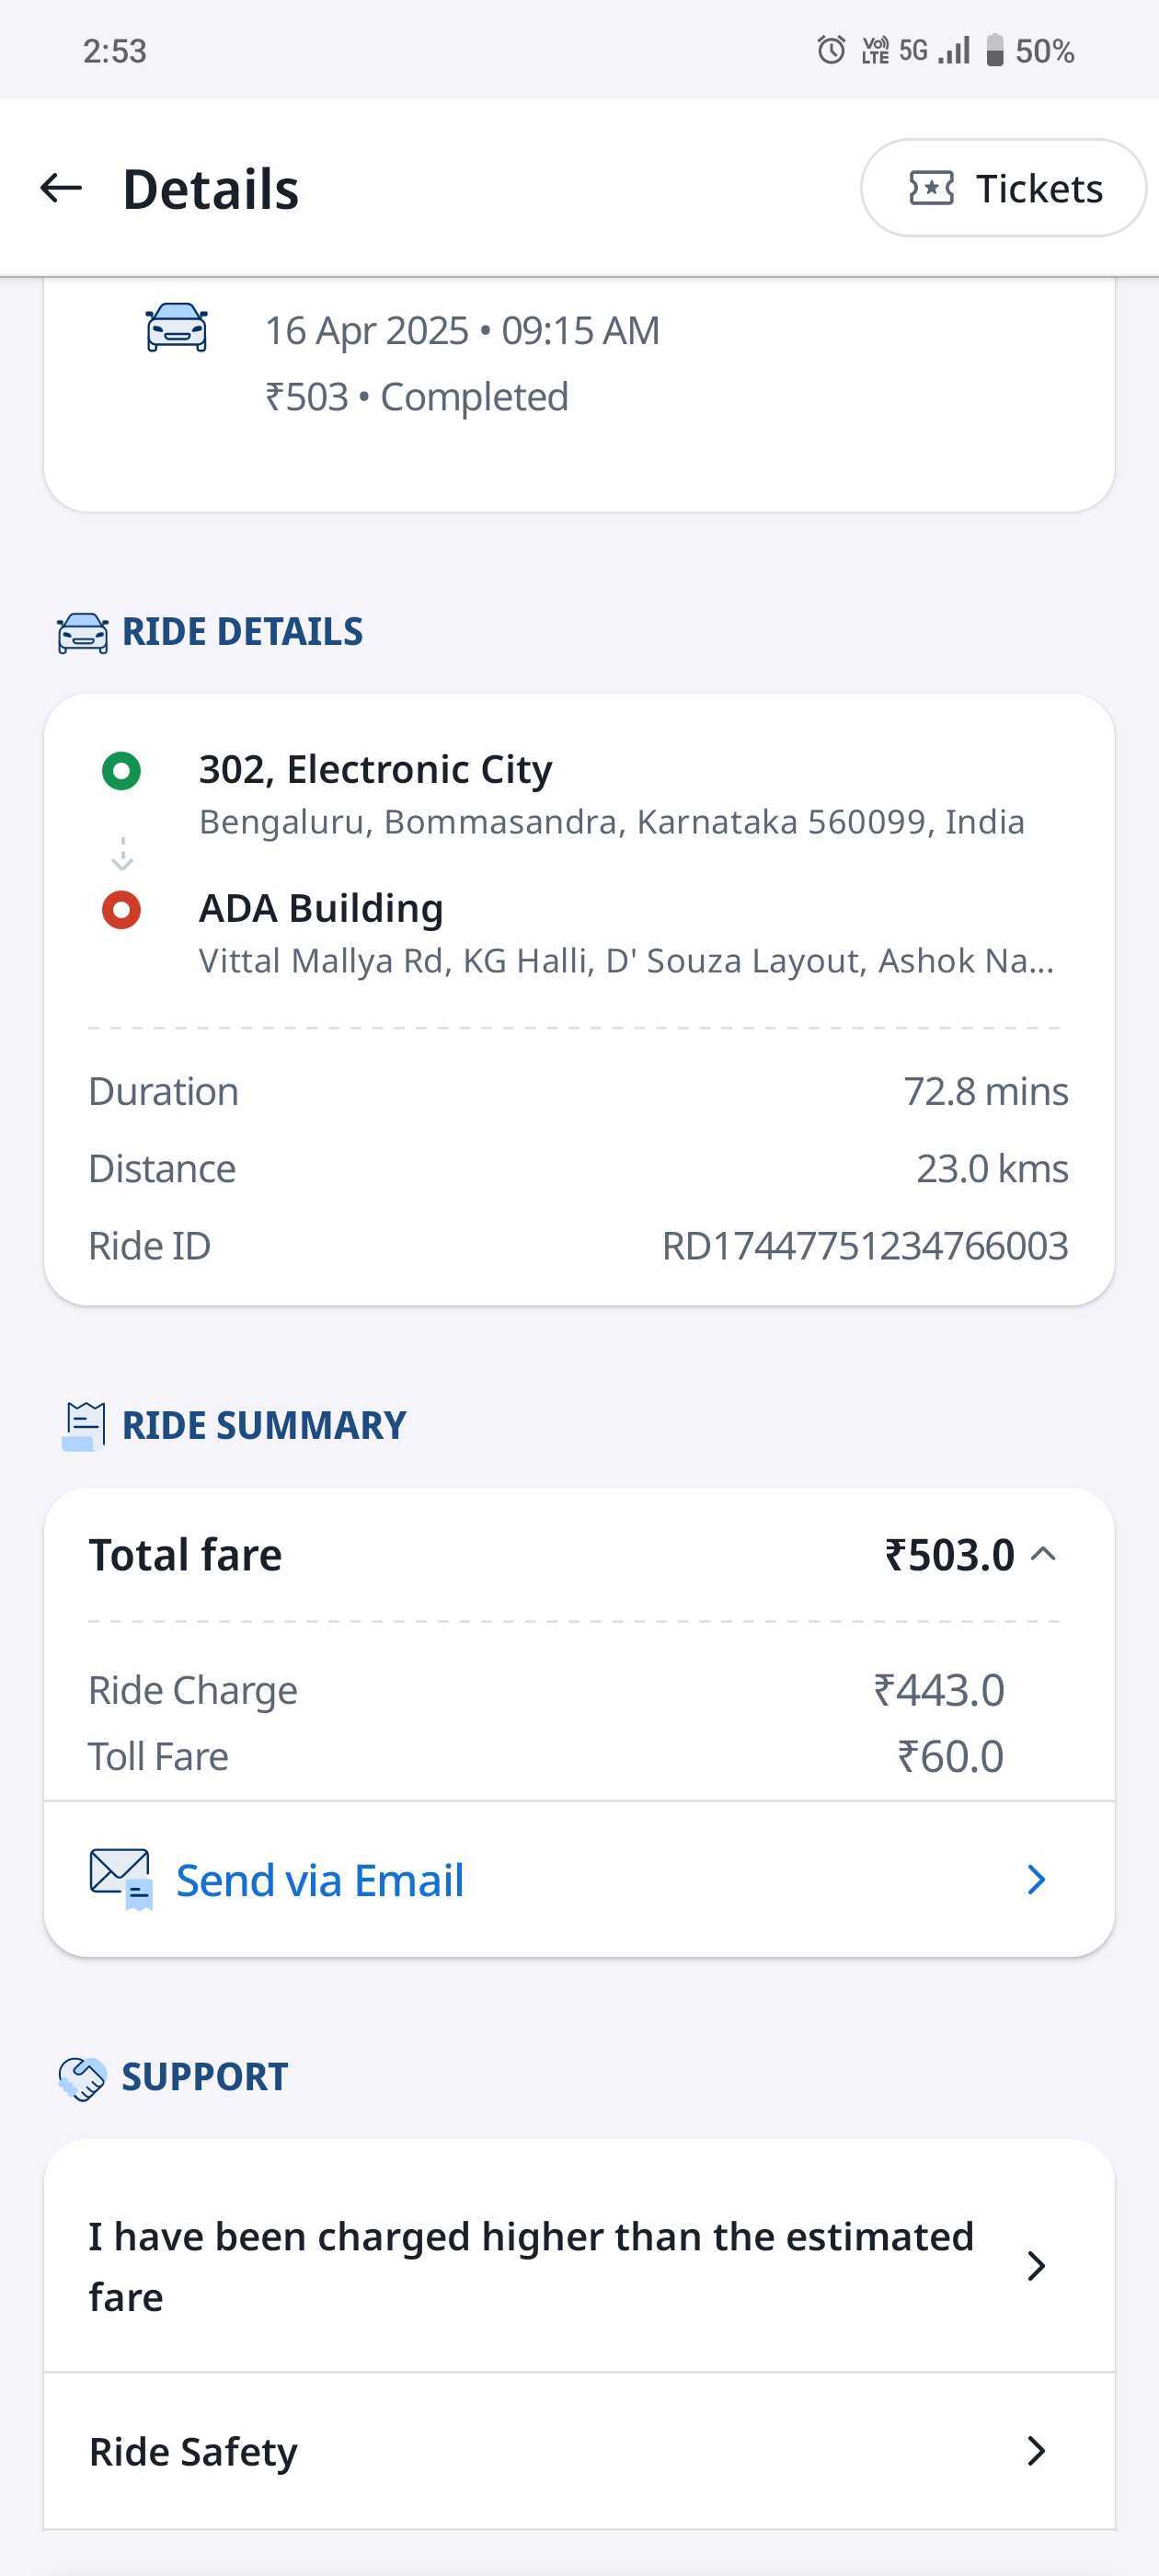 2:53
Vo)) LTE 5G 50%
Details
Tickets
16 Apr 2025 • 09:15 AM
₹503 • Completed
RIDE DETAILS
302, Electronic City
Bengaluru, Bommasandra, Karnataka 560099, India
ADA Building
Vittal Mallya Rd, KG Halli, D' Souza Layout, Ashok Na...
Duration 72.8 mins
Distance 23.0 kms
Ride ID RD17447751234766003
RIDE SUMMARY
Total fare ₹503.0
Ride Charge ₹443.0
Toll Fare ₹60.0
Send via Email
SUPPORT
I have been charged higher than the estimated
fare
Ride Safety